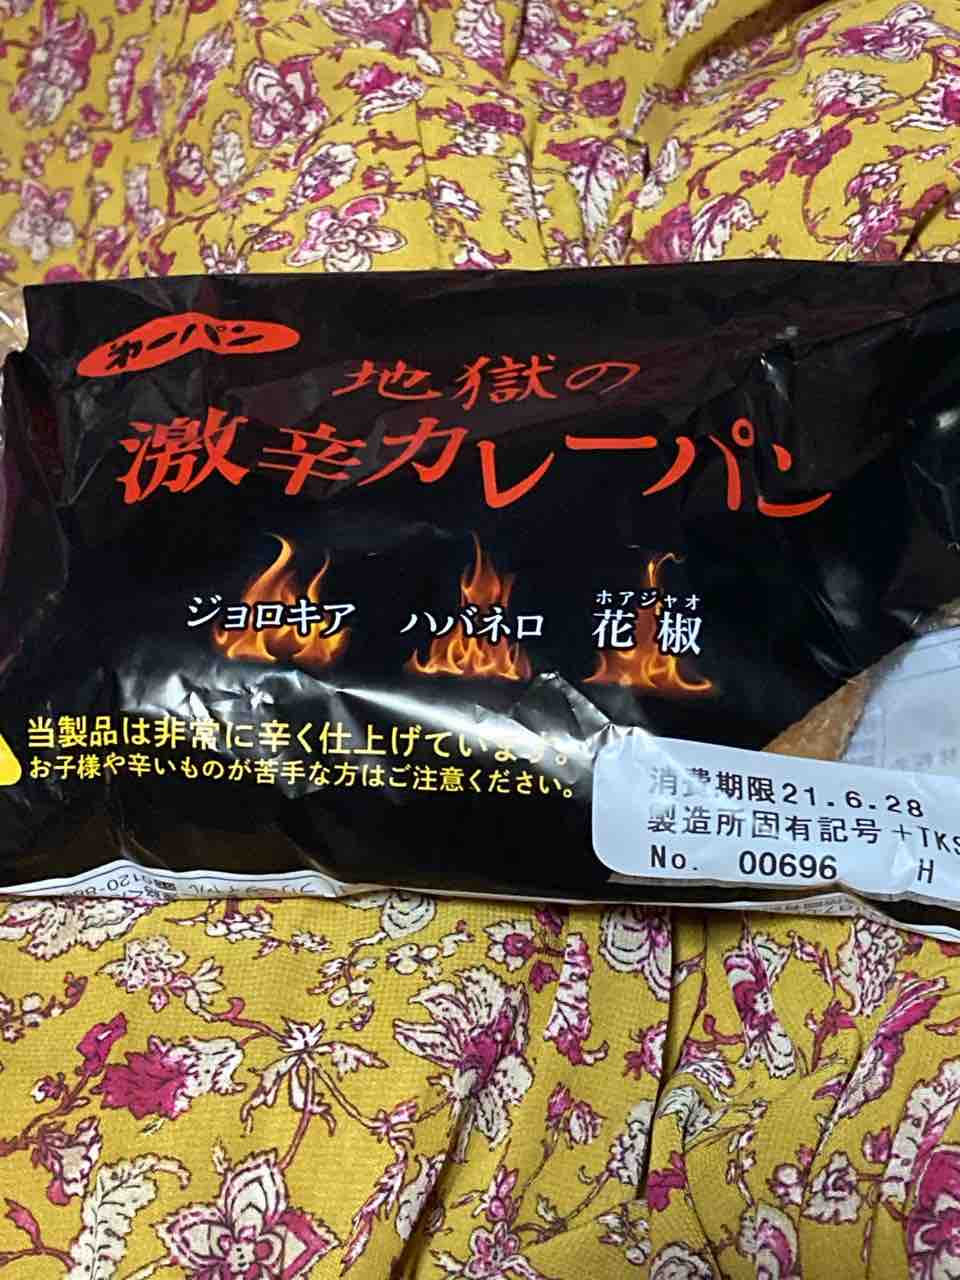 カーパン
地獄の
激辛カレーパン
ジョロキア ハバネロ 花椒
ホアジャオ
当製品は非常に辛く仕上げています。
お子様や辛いものが苦手な方はご注意ください。
消費期限21.6.28
製造所固有記号+TKS
No. 00696 H